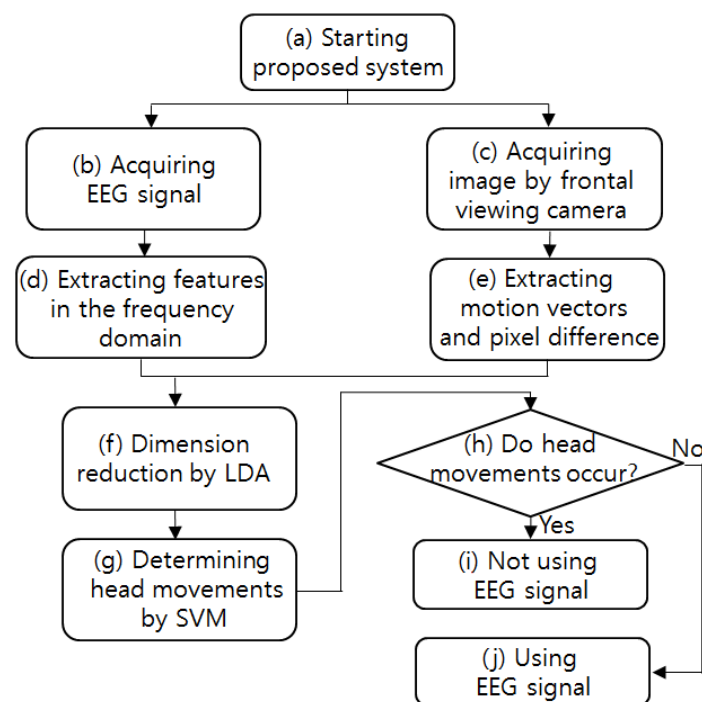 (a) Starting
proposed system
(b) Acquiring
EEG signal
(c) Acquiring
image by frontal
viewing camera
(d) Extracting features
in the frequency
domain
(e) Extracting
motion vectors
and pixel difference
(f) Dimension
reduction by LDA
(g) Determining
head movements
by SVM
(h) Do head
movements occur?
No
Yes
(i) Not using
EEG signal
(j) Using
EEG signal